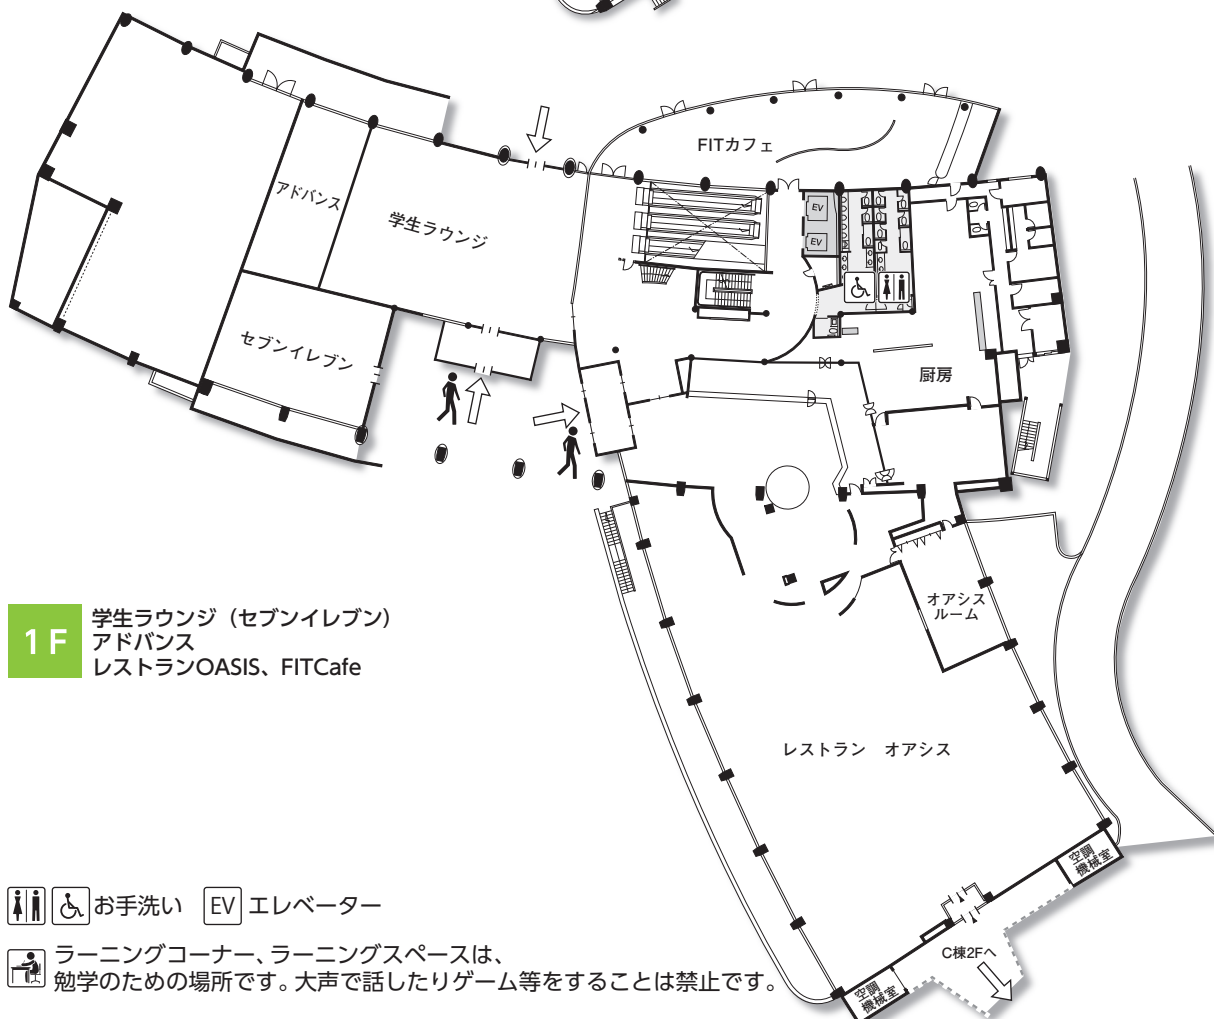 FITカフェ
EV
EV
アドバンス
学生ラウンジ
セブンイレブン
厨房
オアシス
ルーム
1F
学生ラウンジ（セブンイレブン）
アドバンス
レストランOASIS、FITCafe
レストラン　オアシス
空調
機械室
C棟2Fへ
空調
機械室
お手洗い
EV エレベーター
ラーニングコーナー、ラーニングスペースは、
勉学のための場所です。大声で話したりゲーム等をすることは禁止です。